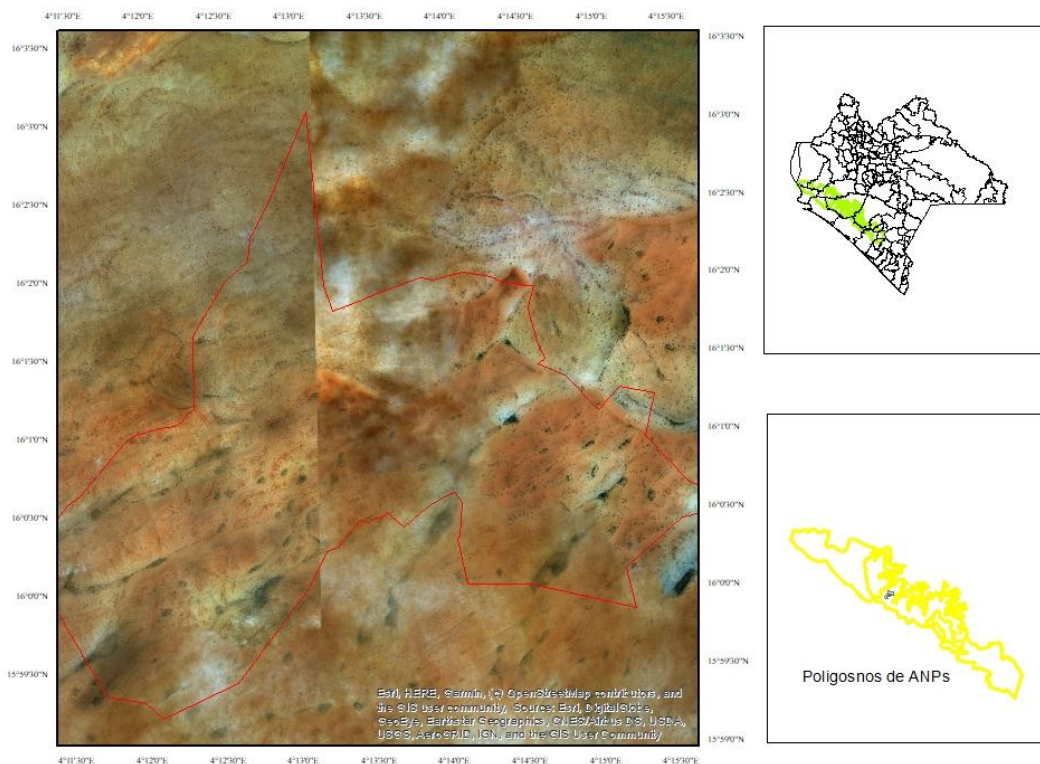 4°11'30"E 4°12'0"E 4°12'30"E 4°13'0"E 4°13'30"E 4°14'0"E 4°14'30"E 4°15'0"E 4°15'30"E
16°3'30"N
16°3'0"N
16°2'30"N
16°2'0"N
16°1'30"N
16°1'0"N
16°0'30"N
16°0'0"N
15°59'30"N
16°3'30"N
16°3'0"N
16°2'30"N
16°2'0"N
16°1'30"N
16°1'0"N
16°0'30"N
16°0'0"N
15°59'30"N
15°59'0"N
Esri, HERE, Garmin, (c) OpenStreetMap contributors, and
the GIS user community, Source: Esri, DigitalGlobe,
GeoEye, Earthstar Geographics, CNES/Airbus DS, USDA,
USGS, AeroGRID, IGN, and the GIS User Community
4°11'30"E 4°12'0"E 4°12'30"E 4°13'0"E 4°13'30"E 4°14'0"E 4°14'30"E 4°15'0"E 4°15'30"E
Poligosnos de ANPs